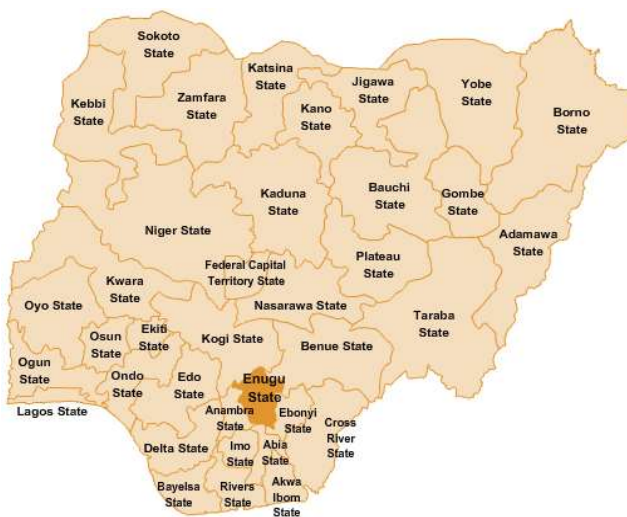 Sokoto
State
Katsina
State
Jigawa
State
Yobe
State
Kebbi
State
Zamfara
State
Kano
State
Borno
State
Kaduna
State
Bauchi
State
Gombe
State
Adamawa
State
Niger State
Federal Capital
Territory State
Plateau
State
Kwara
State
Nasarawa State
Oyo State
Taraba
State
Osun
State
Ekiti
State
Kogi State
Benue State
Ogun
State
Ondo
State
Edo
State
Enugu
State
Lagos State
Anambra
State
Ebonyi
State
Cross
River
State
Delta State
Imo
State
Abia
State
Bayelsa
State
Rivers
State
Akwa
Ibom
State